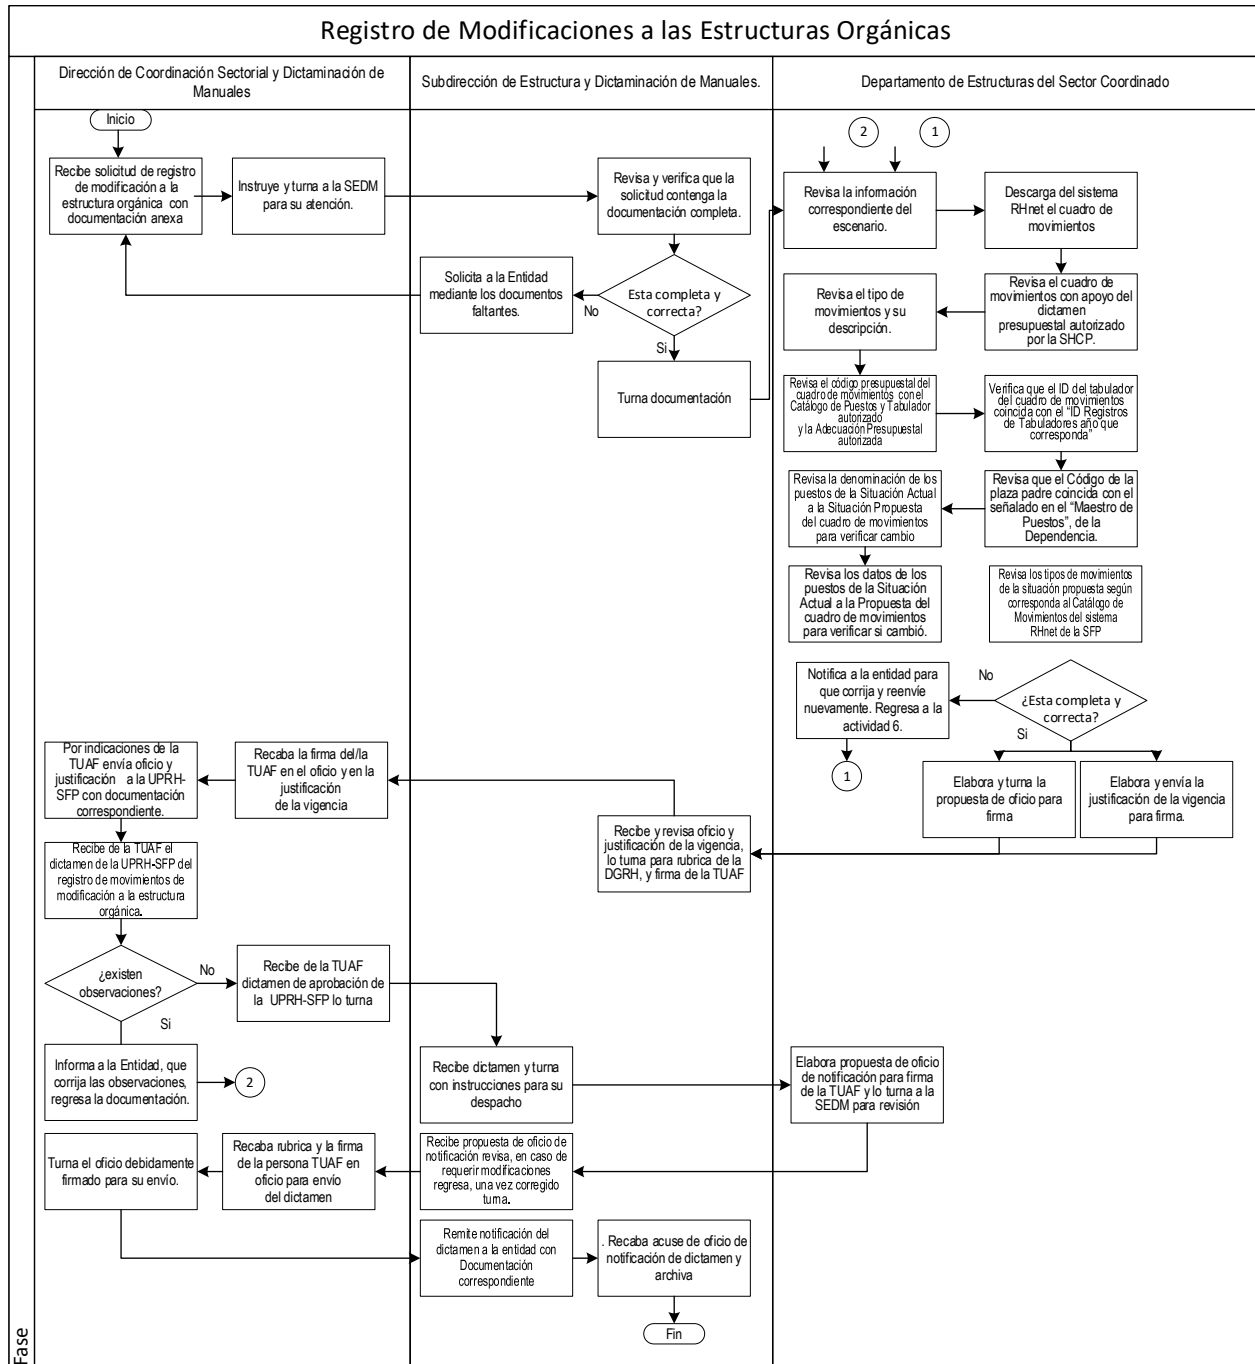 Registro de Modificaciones a las Estructuras Orgánicas
Fase
Dirección de Coordinación Sectorial y Dictaminación de
Manuales
Subdirección de Estructura y Dictaminación de Manuales.
Departamento de Estructuras del Sector Coordinado
Inicio
2
1
Recibe solicitud de registro
de modificación a la
estructura orgánica con
documentación anexa
Instruye y turna a la SEDM
para su atención.
Revisa y verifica que la
solicitud contenga la
documentación completa.
Revisa la información
correspondiente del
escenario.
Descarga del sistema
RHnet el cuadro de
movimientos
Solicita a la Entidad
mediante los documentos
faltantes.
No
Esta completa y
correcta?
Si
Revisa el tipo de
movimientos y su
descripción.
Revisa el cuadro de
movimientos con apoyo del
dictamen
presupuestal autorizado
por la SHCP.
Turna documentación
Revisa el código presupuestal del
cuadro de movimientos con el
Catálogo de Puestos y Tabulador
autorizado
y la Adecuación Presupuestal
autorizada
Verifica que el ID del tabulador
del cuadro de movimientos
coincida con el “ID Registros
de Tabuladores año que
corresponda”
Revisa la denominación de los
puestos de la Situación Actual
a la Situación Propuesta
del cuadro de movimientos
para verificar cambio
Revisa que el Código de la
plaza padre coincida con el
señalado en el “Maestro de
Puestos”, de la
Dependencia.
Revisa los datos de los
puestos de la Situación
Actual a la Propuesta del
cuadro de movimientos
para verificar si cambió.
Revisa los tipos de movimientos
de la situación propuesta según
corresponda al Catálogo de
Movimientos del sistema
RHnet de la SFP
Notifica a la entidad para
que corrija y reenvíe
nuevamente. Regresa a la
actividad 6.
No
¿Esta completa y
correcta?
Si
1
Por indicaciones de la
TUAF envía oficio y
justificación a la UPRH-
SFP con documentación
correspondiente.
Recaba la firma del/la
TUAF en el oficio y en la
justificación
de la vigencia
Elabora y turna la
propuesta de oficio para
firma
Elabora y envía la
justificación de la vigencia
para firma.
Recibe y revisa oficio y
justificación de la vigencia,
lo turna para rubrica de la
DGRH, y firma de la TUAF
Recibe de la TUAF el
dictamen de la UPRH-SFP del
registro de movimientos de
modificación a la estructura
orgánica.
¿existen
observaciones?
No
Si
Recibe de la TUAF
dictamen de aprobación de
la UPRH-SFP lo turna
Informa a la Entidad, que
corrija las observaciones,
regresa la documentación.
2
Recibe dictamen y turna
con instrucciones para su
despacho
Elabora propuesta de oficio
de notificación para firma
de la TUAF y lo turna a la
SEDM para revisión
Turna el oficio debidamente
firmado para su envío.
Recaba rubrica y la firma
de la persona TUAF en
oficio para envío
del dictamen
Recibe propuesta de oficio de
notificación revisa, en caso de
requerir modificaciones
regresa, una vez corregido
turna.
Remite notificación del
dictamen a la entidad con
Documentación
correspondiente
. Recaba acuse de oficio de
notificación de dictamen y
archiva
Fin